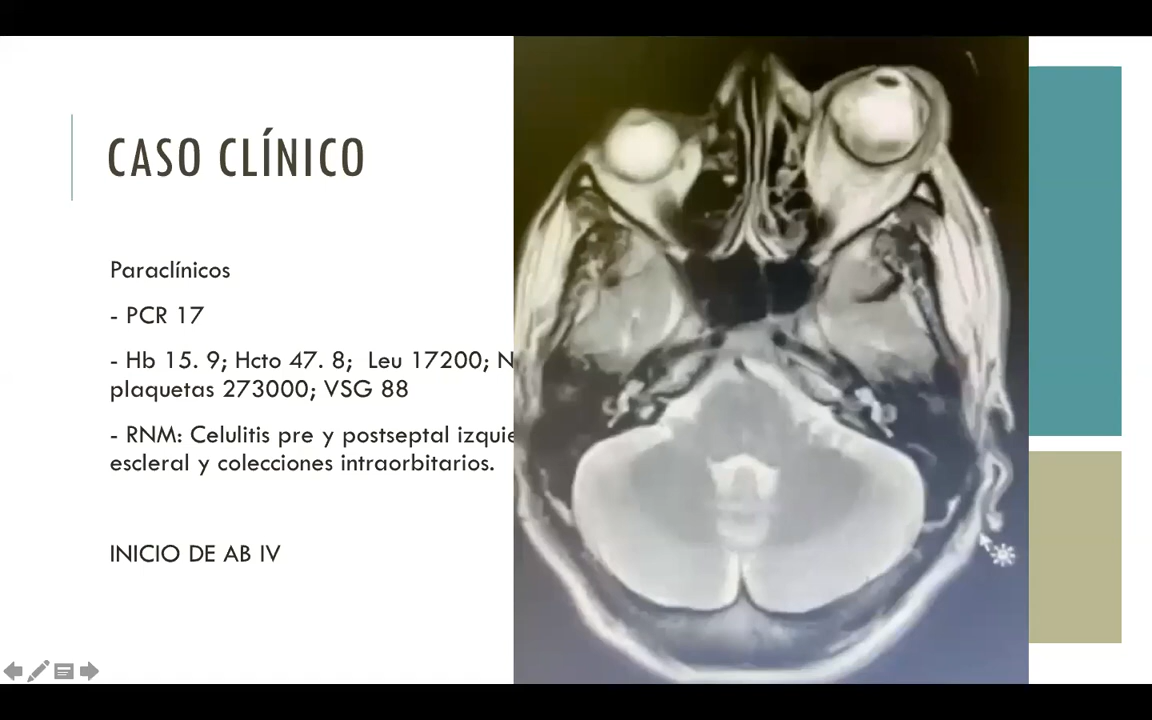 CASO CLÍNICO
Paraclínicos
- PCR 17
- Hb 15. 9; Hcto 47. 8;  Leu 17200; N
plaquetas 273000; VSG 88
- RNM: Celulitis pre y postseptal izquie
escleral y colecciones intraorbitarios.
INICIO DE AB IV